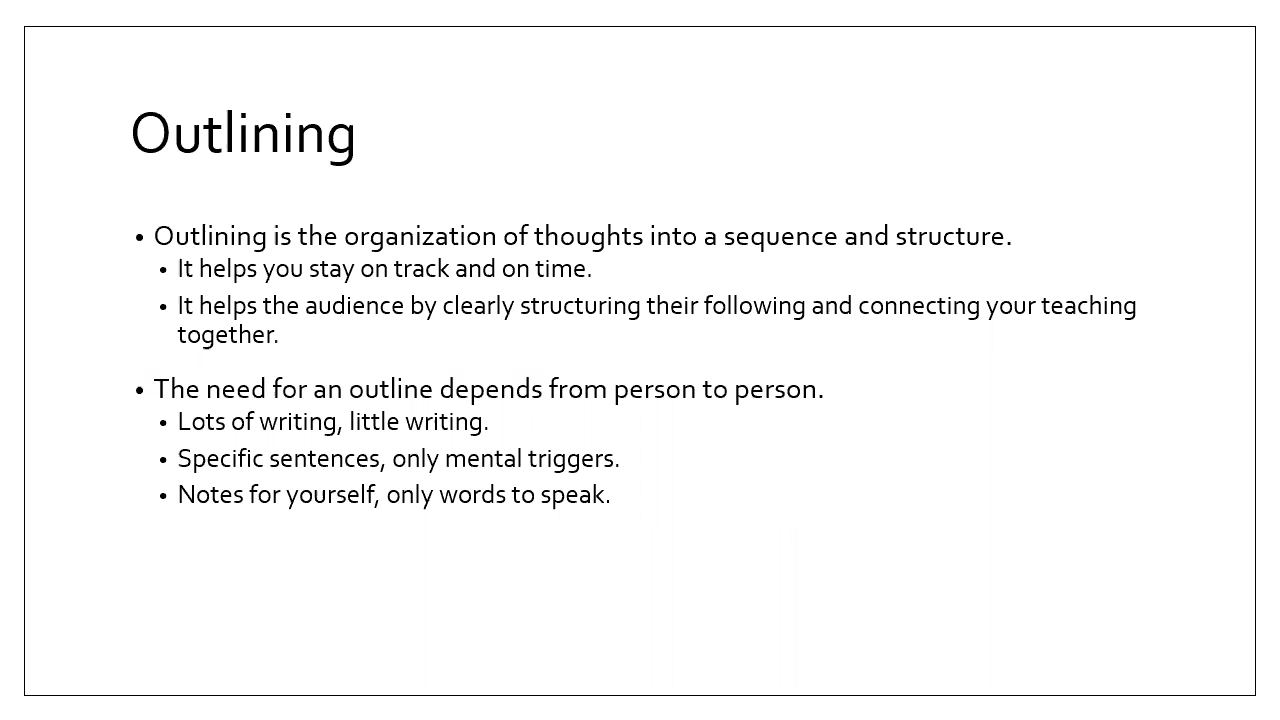 Outlining
• Outlining is the organization of thoughts into a sequence and structure.
• It helps you stay on track and on time.
• It helps the audience by clearly structuring their following and connecting your teaching
together.
• The need for an outline depends from person to person.
• Lots of writing, little writing.
• Specific sentences, only mental triggers.
• Notes for yourself, only words to speak.